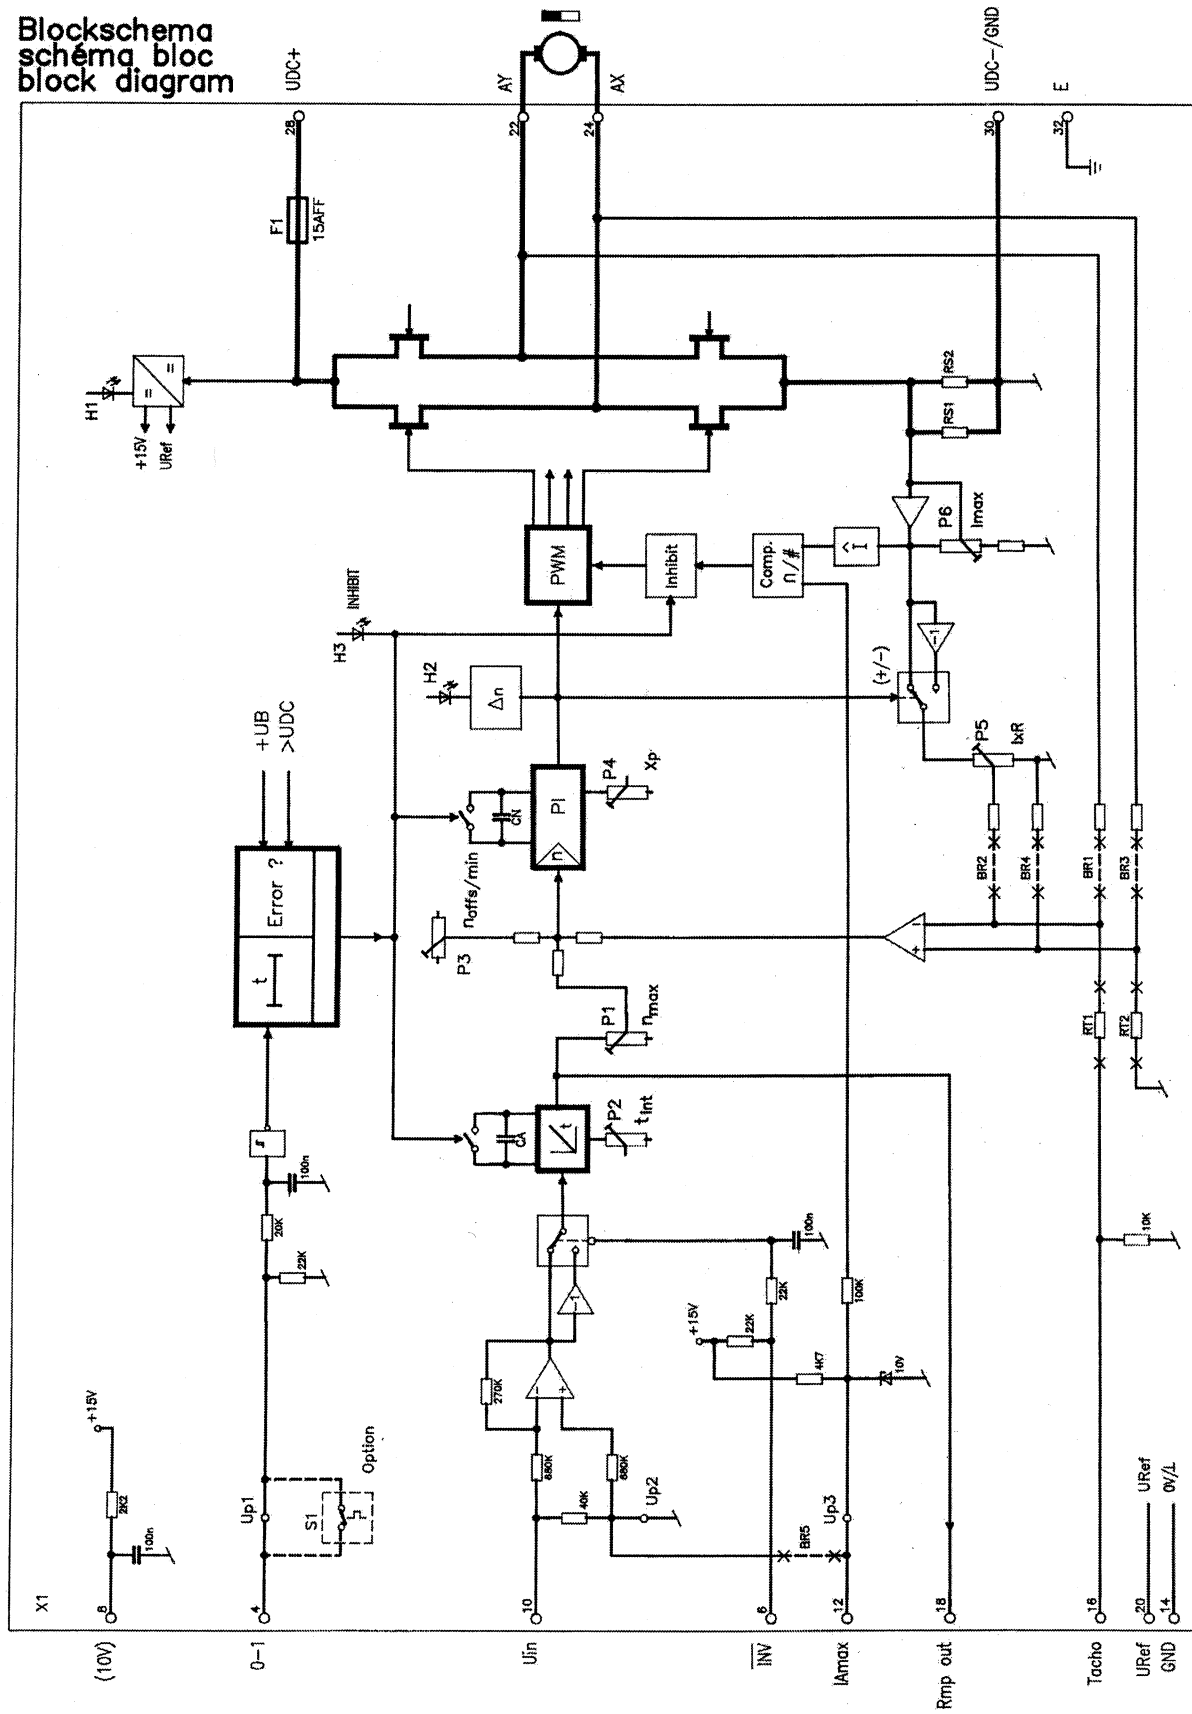 Blockschema
schéma bloc
block diagram
UDC+
AY
AX
UDC-/GND
E
28
22
24
30
32
F1
15AFF
H1
+15V
URef
RS2
RS1
P6
Imax
PWM
Inhibit
Comp.
n/#
Î
H3
INHIBIT
H2
Δn
(+/-)
-1
+UB
>UDC
Error ?
t
PI
n
CN
P4
Xp
P5
IxR
noffs/min
P3
BR2
BR4
BR1
BR3
-
+
P1
nmax
RT1
RT2
CA
t
P2
tint
100n
20K
22K
100n
-1
22K
100K
10K
+15V
22K
4K7
10V
270K
-
+
680K
680K
40K
Up2
Up3
BR5
+15V
2K2
100n
Up1
S1
Option
X1
8
4
10
6
12
18
16
20
14
URef
0V/⊥
(10V)
0-1
Uin
INV
IAmax
Rmp out
Tacho
URef
GND